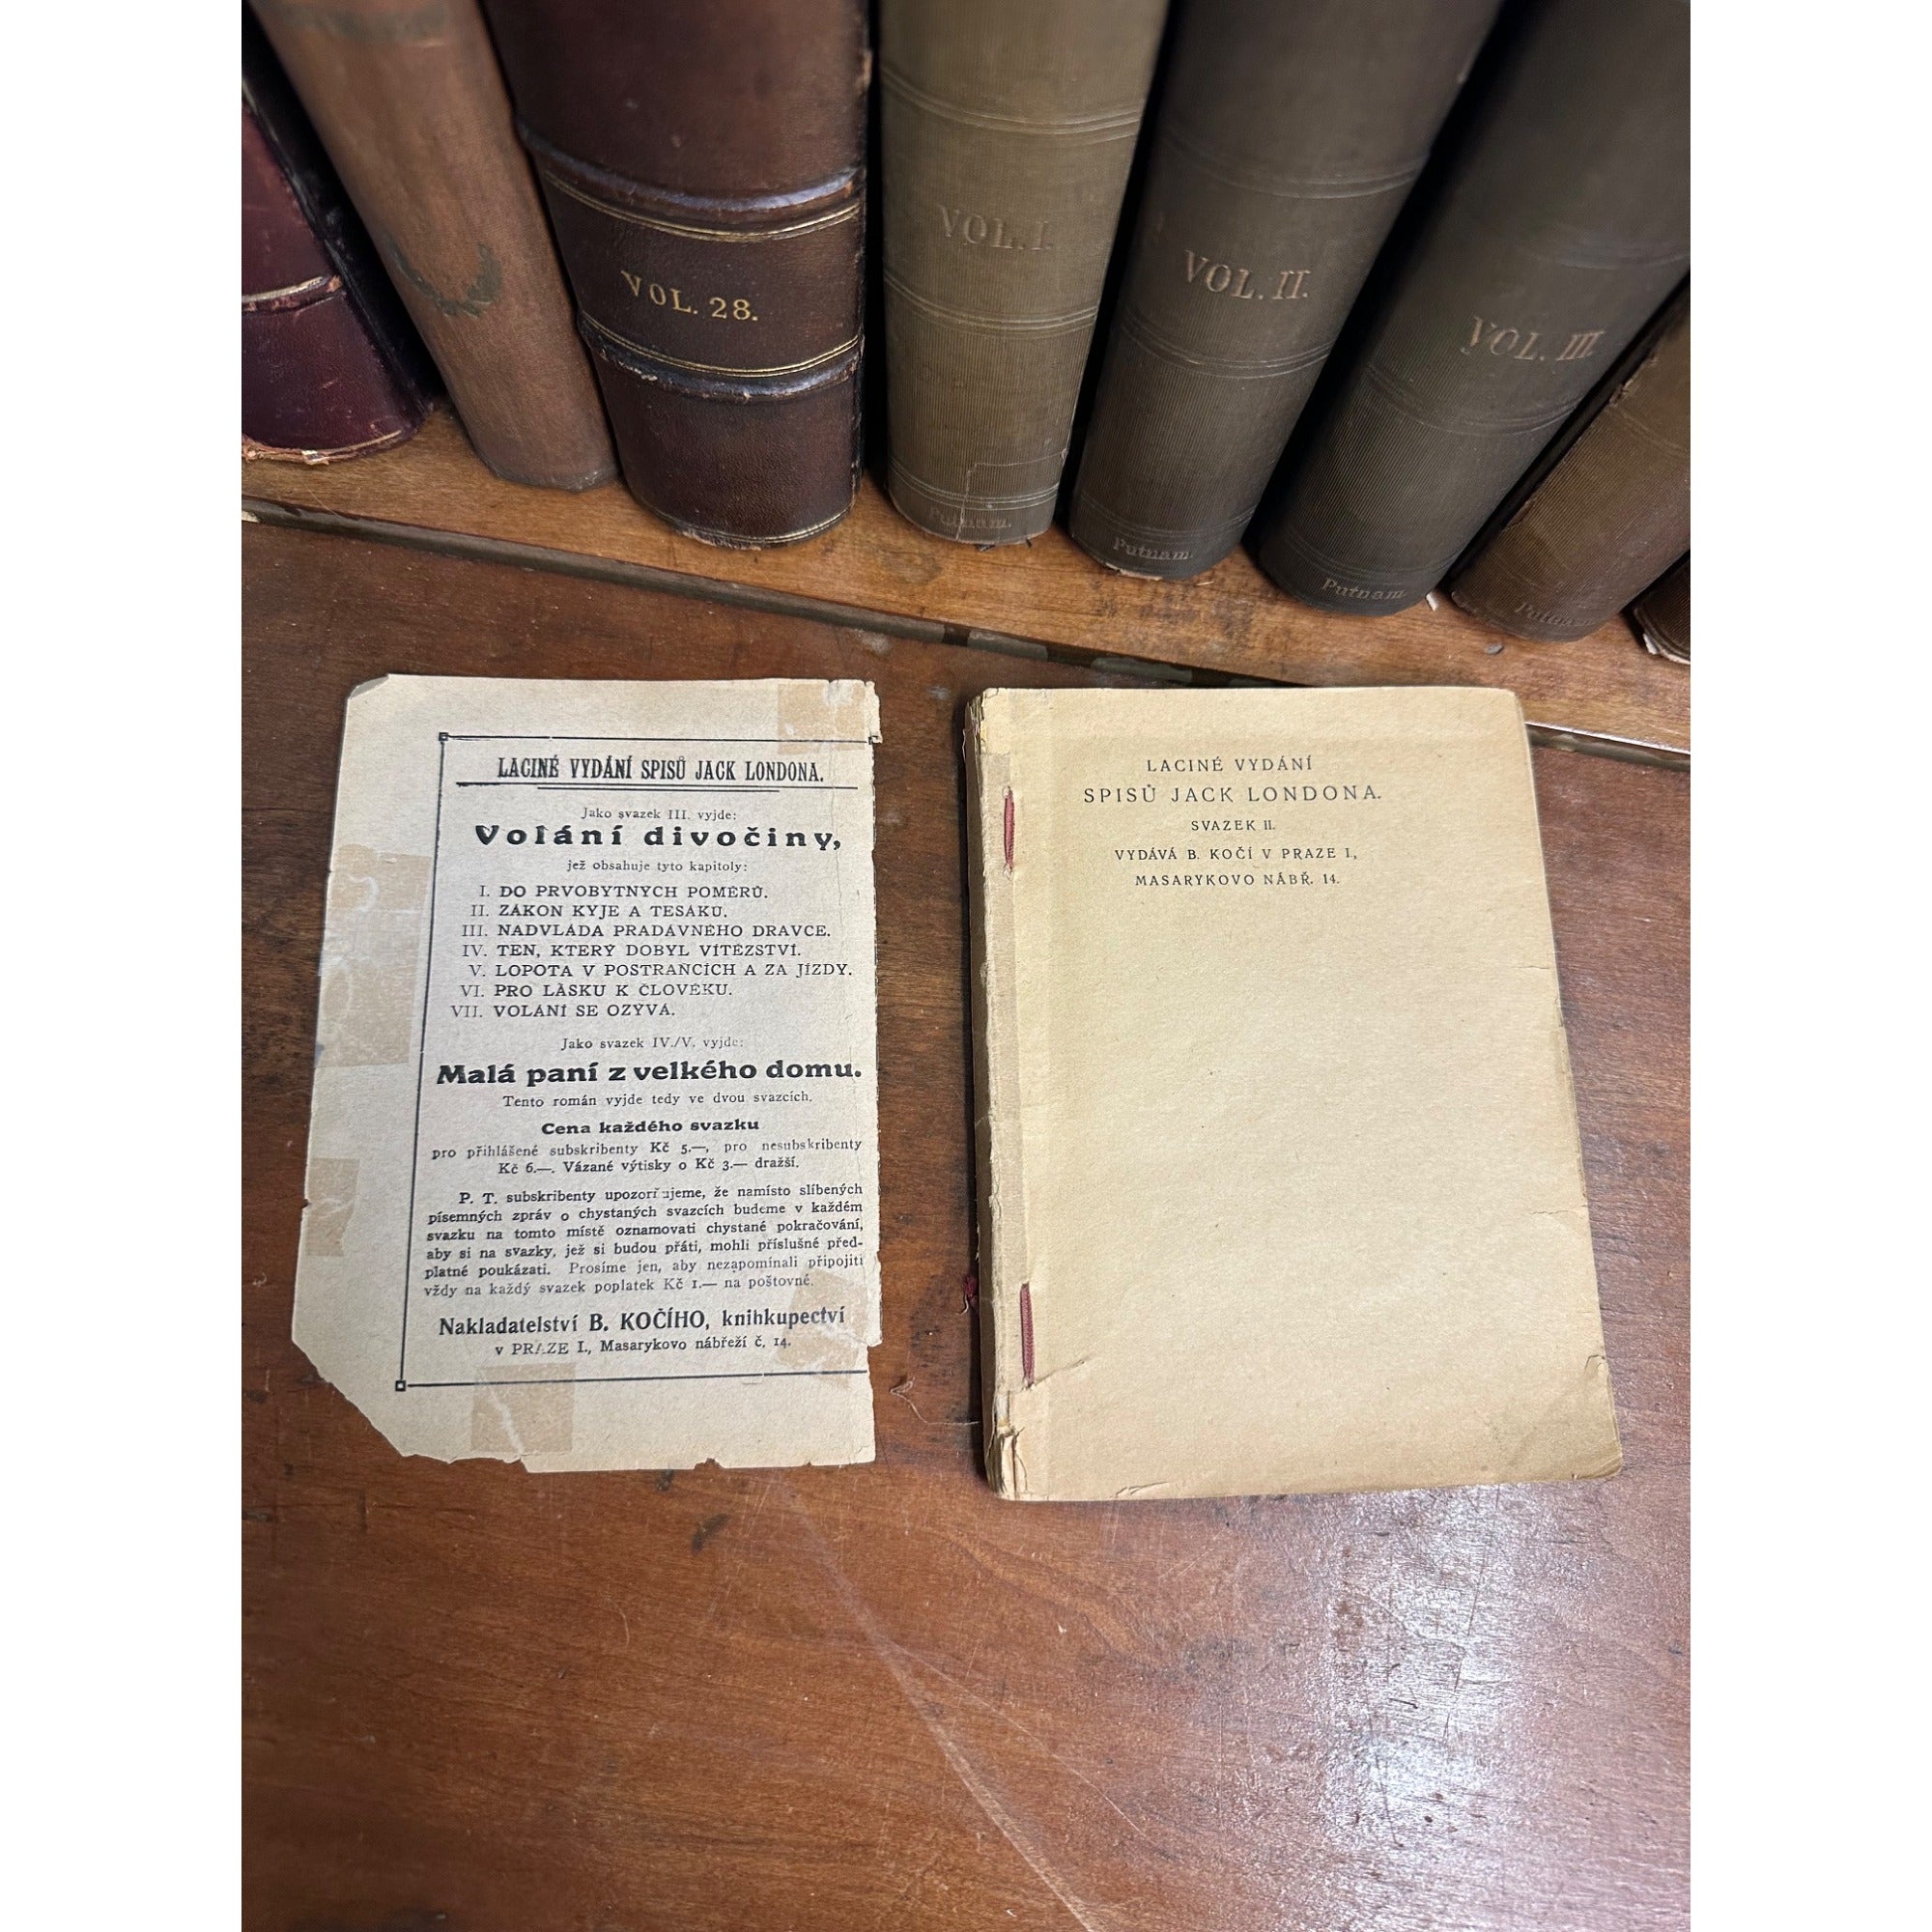 VOL. 28.
VOL. I.
VOL. II.
VOL. III.
Putnam.
Putnam.
Putnam.
Putnam.
LACINÉ VYDÁNÍ SPISŮ JACK LONDONA.
Jako svazek III. vyjde:
Volání divočiny,
jež obsahuje tyto kapitoly:
I. DO PRVOBYTNÝCH POMĚRŮ.
II. ZÁKON KYJE A TESÁKU.
III. NADVLÁDA PRADÁVNÉHO DRAVCE.
IV. TEN, KTERÝ DOBYL VÍTĚZSTVÍ.
V. LOPOTA V POSTRAŇCÍCH A ZA JÍZDY.
VI. PRO LÁSKU K ČLOVĚKU.
VII. VOLÁNÍ SE OZÝVÁ.
Jako svazek IV./V. vyjde:
Malá paní z velkého domu.
Tento román vyjde tedy ve dvou svazcích.
Cena každého svazku
pro přihlášené subskribenty Kč 5.—, pro nesubskribenty
Kč 6.—. Vázané výtisky o Kč 3.— dražší.
P. T. subskribenty upozorňujeme, že namísto slíbených
písemných zpráv o chystaných svazcích budeme v každém
svazku na tomto místě oznamovati chystané pokračování,
aby si na svazky, jež si budou přáti, mohli příslušné před-
platné poukázati. Prosíme jen, aby nezapomínali připojiti
vždy na každý svazek poplatek Kč 1.— na poštovné.
Nakladatelství B. KOČÍHO, knihkupectví
v PRAZE I., Masarykovo nábřeží č. 14.
LACINÉ VYDÁNÍ
SPISŮ JACK LONDONA.
SVAZEK II.
VYDÁVÁ B. KOČÍ V PRAZE I,
MASARYKOVO NÁBŘ. 14.